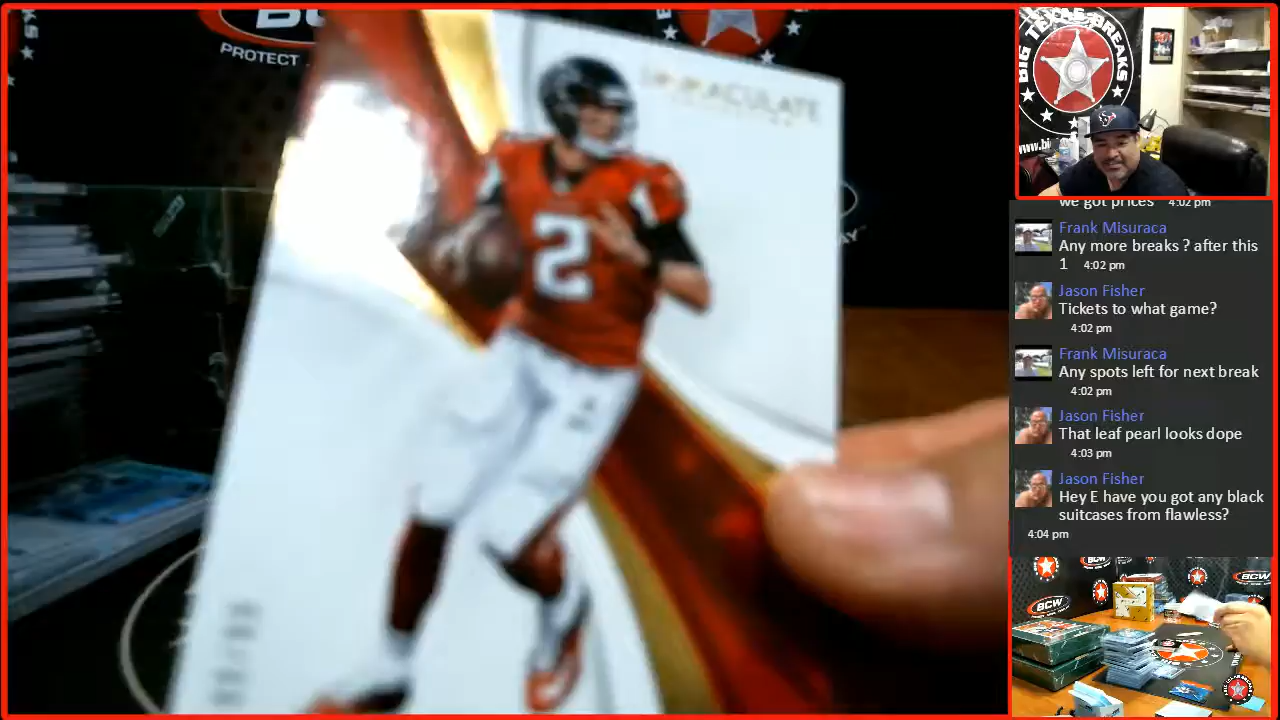 PROTECT
IMMACULATE
2
BIG TEXAS BREAKS
www.bi
we got prices 4:02 pm
Frank Misuraca
Any more breaks ? after this
1 4:02 pm
Jason Fisher
Tickets to what game?
4:02 pm
Frank Misuraca
Any spots left for next break
4:02 pm
Jason Fisher
That leaf pearl looks dope
4:03 pm
Jason Fisher
Hey E have you got any black
suitcases from flawless?
4:04 pm
BCW
BCW
BCW